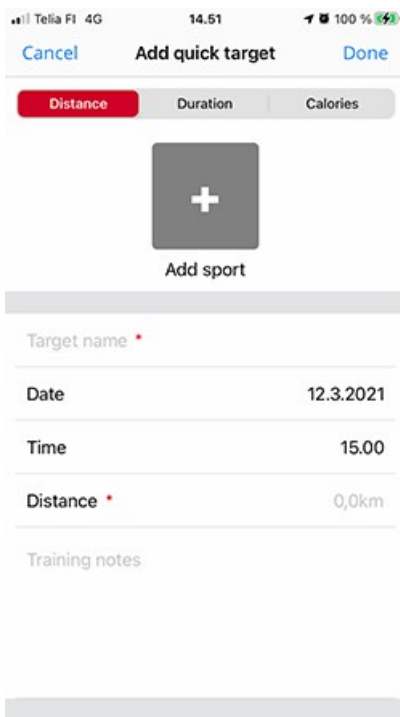 Telia FI 4G 14.51 100 %
Cancel Add quick target Done
Distance Duration Calories
Add sport
Target name *
Date 12.3.2021
Time 15.00
Distance * 0,0km
Training notes